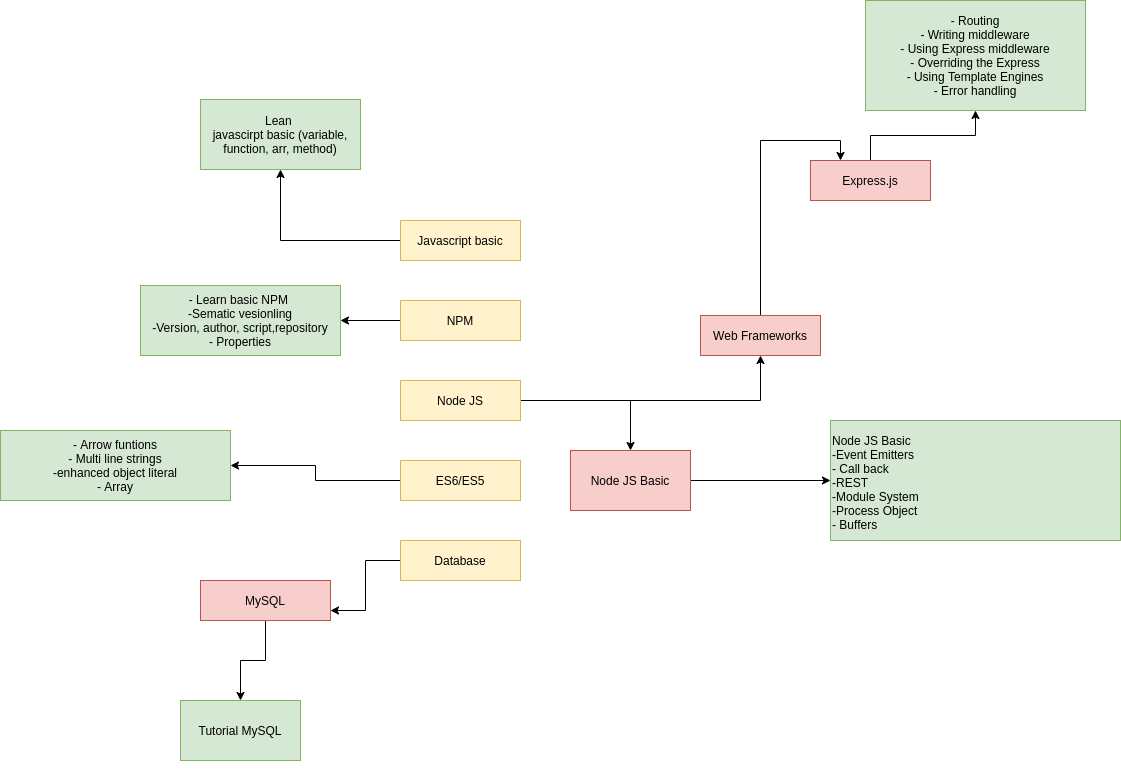 - Routing
- Writing middleware
- Using Express middleware
- Overriding the Express
- Using Template Engines
- Error handling
Lean
javascirpt basic (variable,
function, arr, method)
Express.js
Javascript basic
- Learn basic NPM
-Sematic vesionling
-Version, author, script,repository
- Properties
NPM
Web Frameworks
Node JS
- Arrow funtions
- Multi line strings
-enhanced object literal
- Array
ES6/ES5
Node JS Basic
Node JS Basic
-Event Emitters
- Call back
-REST
-Module System
-Process Object
- Buffers
Database
MySQL
Tutorial MySQL